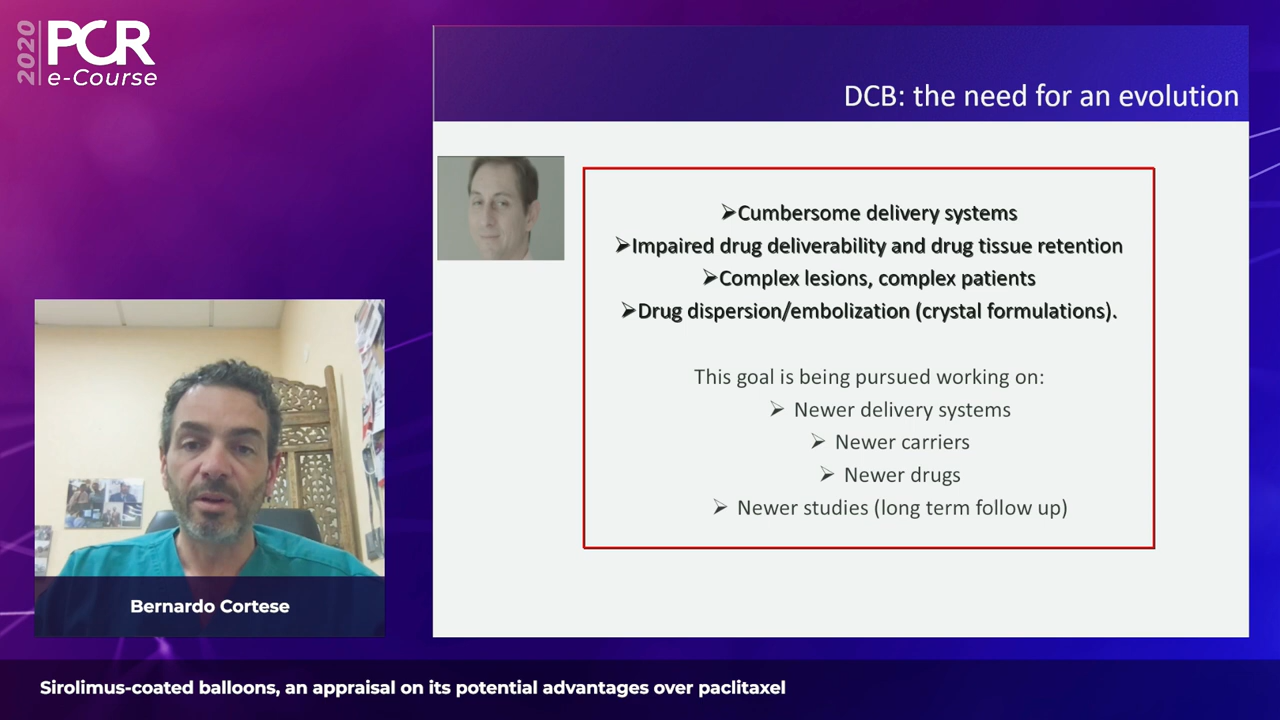 2020
PCR
e-Course
DCB: the need for an evolution
➢Cumbersome delivery systems
➢Impaired drug deliverability and drug tissue retention
➢Complex lesions, complex patients
➢Drug dispersion/embolization (crystal formulations).
This goal is being pursued working on:
➢ Newer delivery systems
➢ Newer carriers
➢ Newer drugs
➢ Newer studies (long term follow up)
Bernardo Cortese
Sirolimus-coated balloons, an appraisal on its potential advantages over paclitaxel